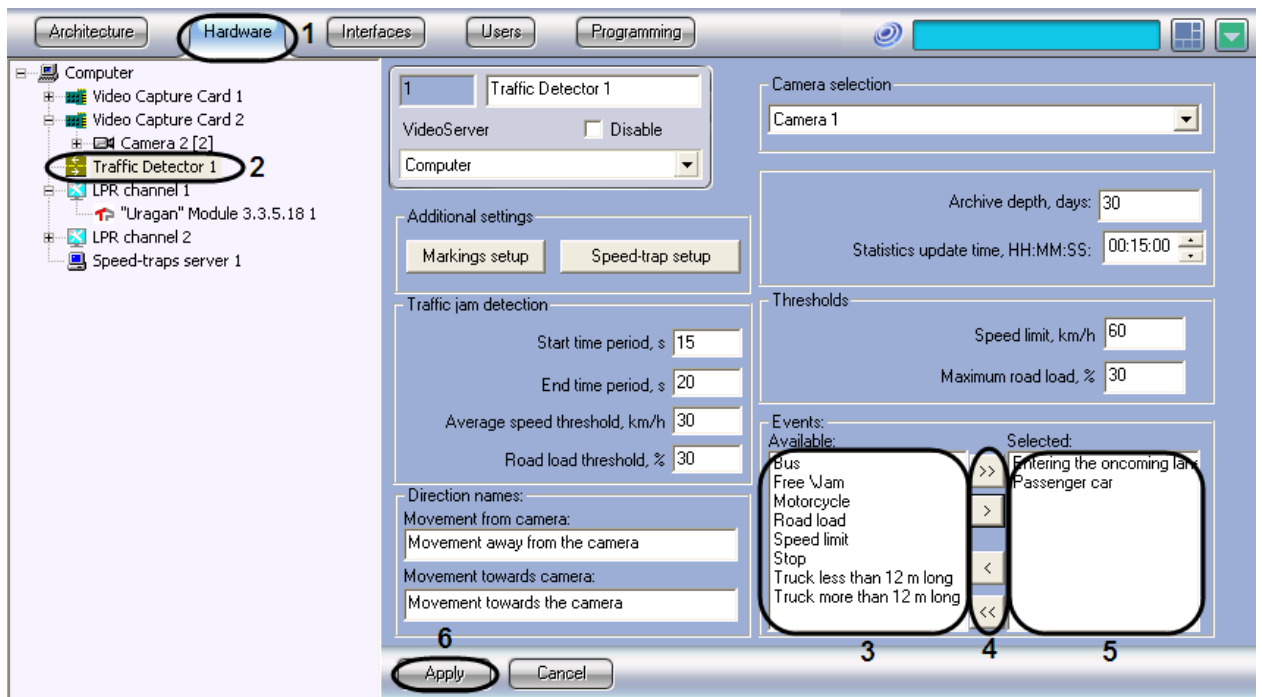 Architecture Hardware 1 Interfaces Users Programming
Computer
Video Capture Card 1
Video Capture Card 2
Camera 2 [2]
Traffic Detector 1 2
LPR channel 1
"Uragan" Module 3.3.5.18 1
LPR channel 2
Speed-traps server 1
1 Traffic Detector 1
VideoServer Disable
Computer
Additional settings
Markings setup Speed-trap setup
Traffic jam detection
Start time period, s 15
End time period, s 20
Average speed threshold, km/h 30
Road load threshold, % 30
Direction names:
Movement from camera:
Movement away from the camera
Movement towards camera:
Movement towards the camera
Camera selection
Camera 1
Archive depth, days: 30
Statistics update time, HH:MM:SS: 00:15:00
Thresholds
Speed limit, km/h 60
Maximum road load, % 30
Events:
Available:
Bus
Free \Jam
Motorcycle
Road load
Speed limit
Stop
Truck less than 12 m long
Truck more than 12 m long
>>
>
<
<<
Selected:
Entering the oncoming
Passenger car
3 4 5
6
Apply Cancel